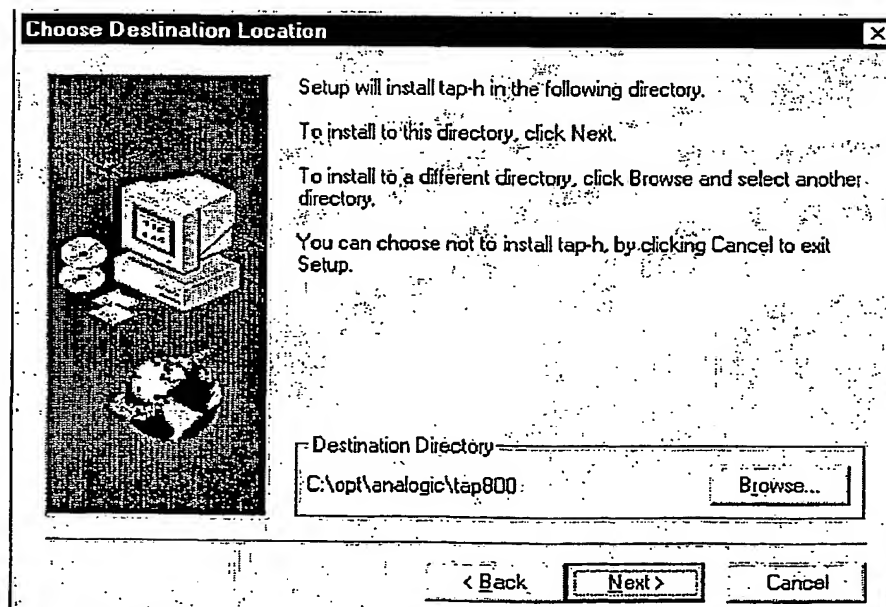 Choose Destination Location
Setup will install tap-h in the following directory.
To install to this directory, click Next.
To install to a different directory, click Browse and select another
directory.
You can choose not to install tap-h, by clicking Cancel to exit
Setup.
Destination Directory
C:\opt\analogic\tap800
Browse...
< Back
Next >
Cancel